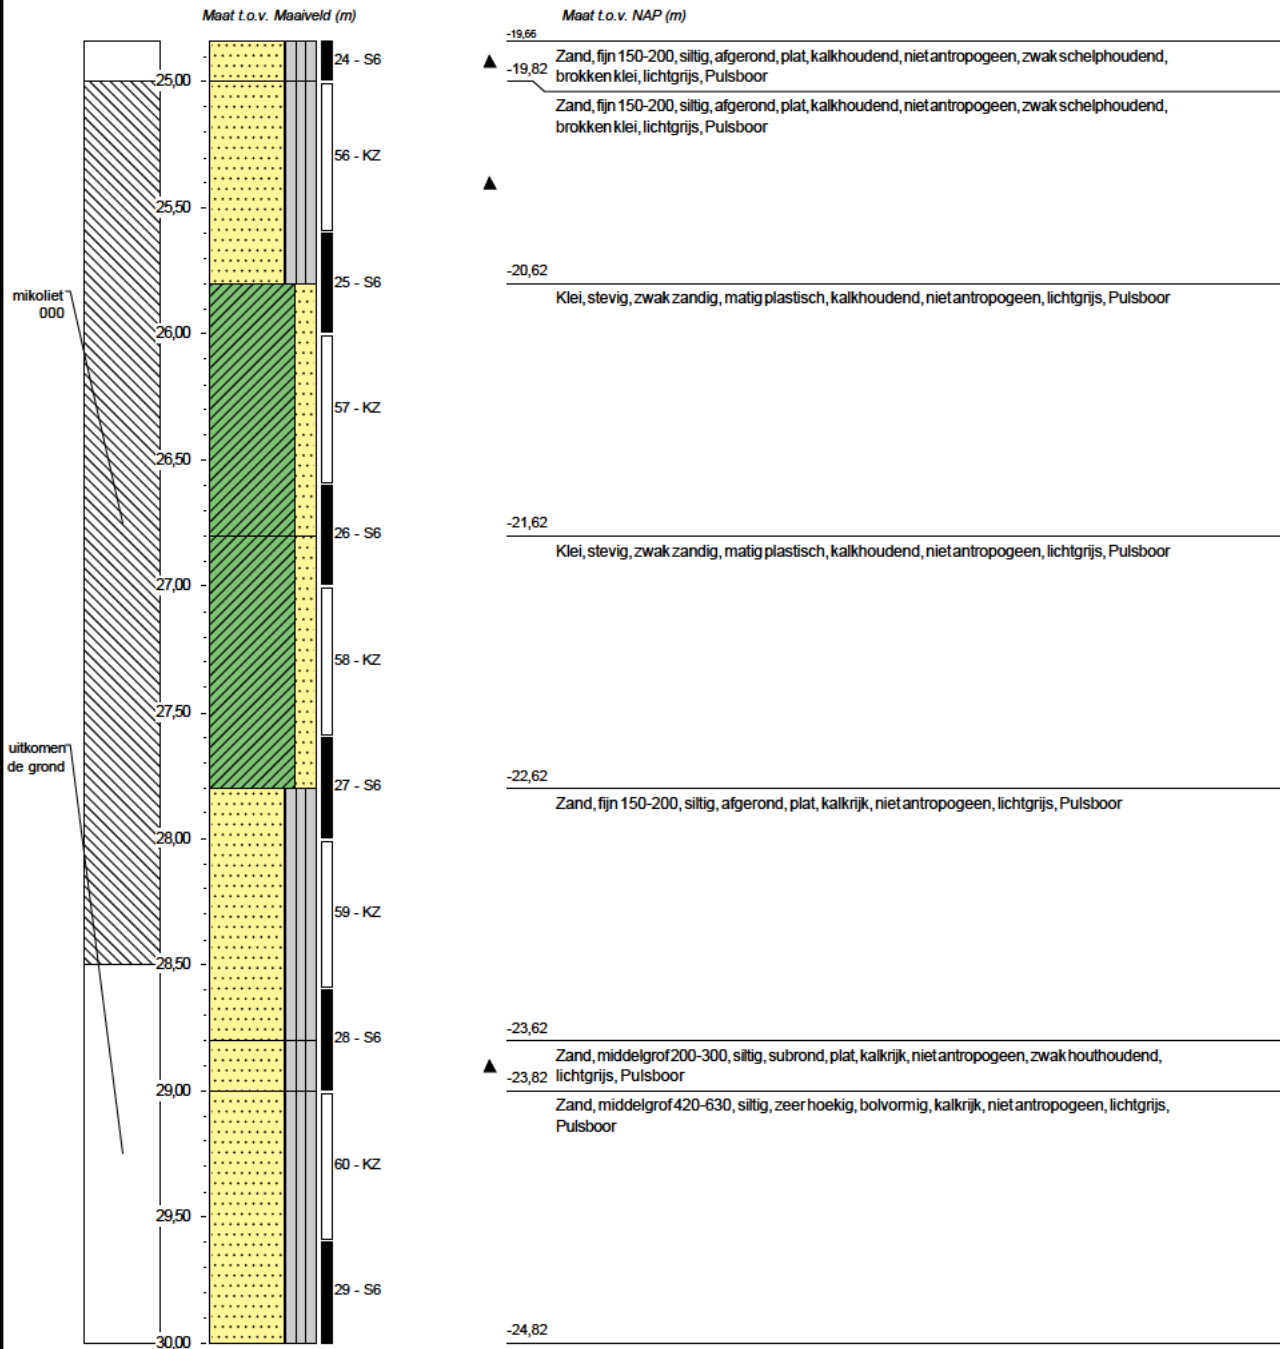 Maat t.o.v. Maaiveld (m)
Maat t.o.v. NAP (m)
-19,66
24 - S6
Zand, fijn 150-200, siltig, afgerond, plat, kalkhoudend, niet antropogeen, zwak schelphoudend,
brokken klei, lichtgrijs, Pulsboor
-19,82
25,00
Zand, fijn 150-200, siltig, afgerond, plat, kalkhoudend, niet antropogeen, zwak schelphoudend,
brokken klei, lichtgrijs, Pulsboor
56 - KZ
25,50
-20,62
25 - S6
mikoliet
000
Klei, stevig, zwak zandig, matig plastisch, kalkhoudend, niet antropogeen, lichtgrijs, Pulsboor
26,00
57 - KZ
26,50
-21,62
26 - S6
Klei, stevig, zwak zandig, matig plastisch, kalkhoudend, niet antropogeen, lichtgrijs, Pulsboor
27,00
58 - KZ
27,50
uitkomen
de grond
-22,62
27 - S6
Zand, fijn 150-200, siltig, afgerond, plat, kalkrijk, niet antropogeen, lichtgrijs, Pulsboor
28,00
59 - KZ
28,50
-23,62
28 - S6
Zand, middelgrof 200-300, siltig, subrond, plat, kalkrijk, niet antropogeen, zwak houthoudend,
lichtgrijs, Pulsboor
-23,82
29,00
Zand, middelgrof 420-630, siltig, zeer hoekig, bolvormig, kalkrijk, niet antropogeen, lichtgrijs,
Pulsboor
60 - KZ
29,50
29 - S6
-24,82
30,00